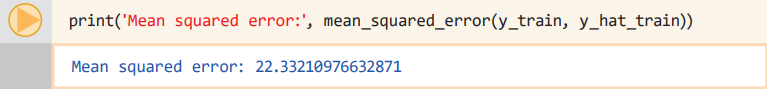 print('Mean squared error:', mean_squared_error(y_train, y_hat_train))
Mean squared error: 22.33210976632871